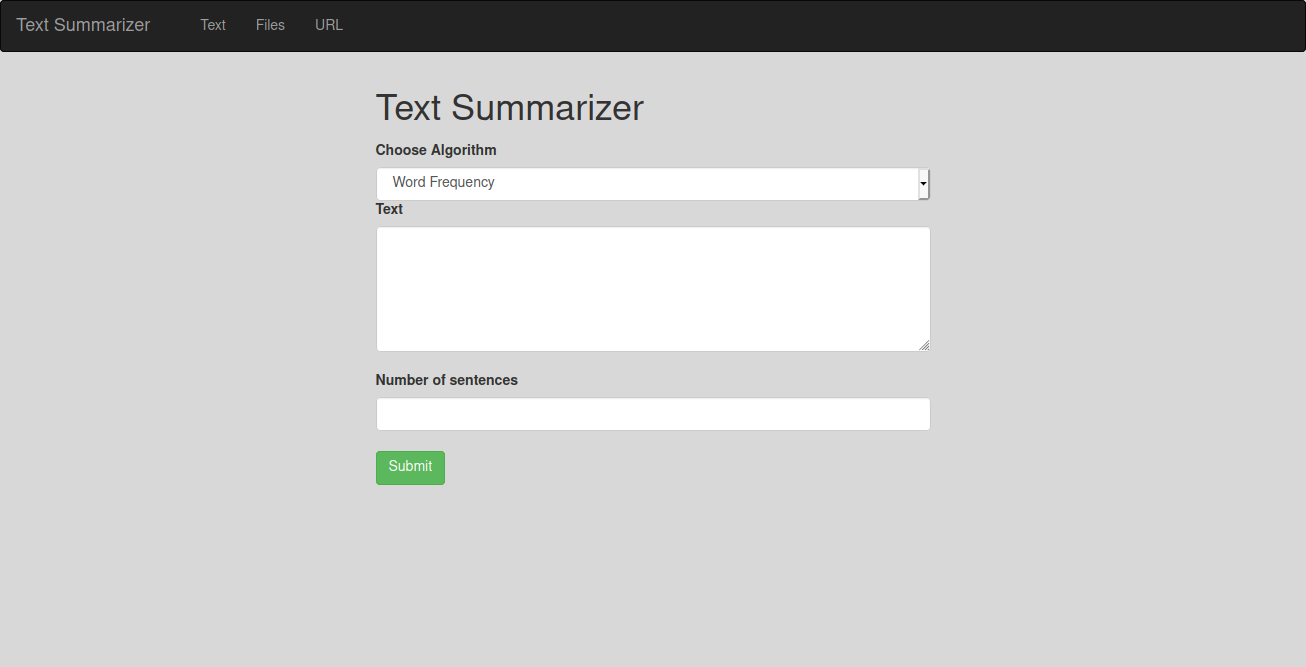 Text Summarizer Text Files URL
Text Summarizer
Choose Algorithm
Word Frequency
Text
Number of sentences
Submit